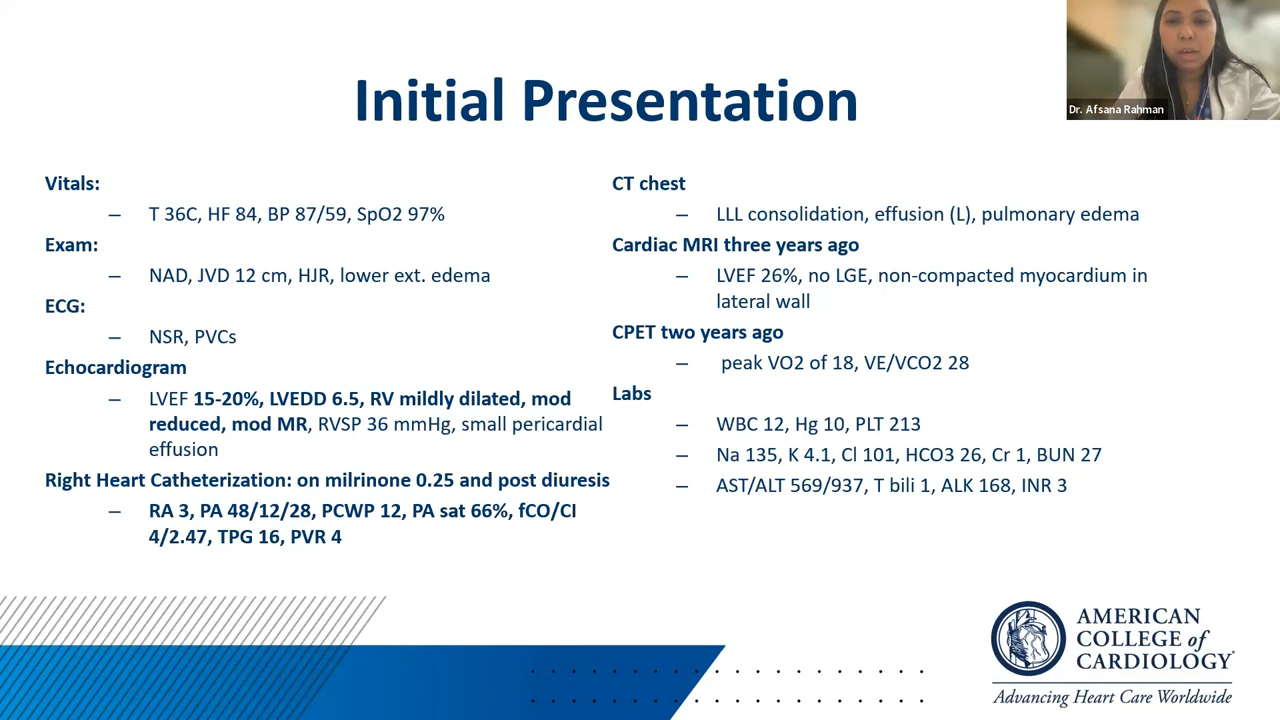 Initial Presentation
Dr. Afsana Rahman
Vitals:
– T 36C, HF 84, BP 87/59, SpO2 97%
Exam:
– NAD, JVD 12 cm, HJR, lower ext. edema
ECG:
– NSR, PVCs
Echocardiogram
– LVEF 15-20%, LVEDD 6.5, RV mildly dilated, mod
reduced, mod MR, RVSP 36 mmHg, small pericardial
effusion
Right Heart Catheterization: on milrinone 0.25 and post diuresis
– RA 3, PA 48/12/28, PCWP 12, PA sat 66%, fCO/CI
4/2.47, TPG 16, PVR 4
CT chest
– LLL consolidation, effusion (L), pulmonary edema
Cardiac MRI three years ago
– LVEF 26%, no LGE, non-compacted myocardium in
lateral wall
CPET two years ago
– peak VO2 of 18, VE/VCO2 28
Labs
– WBC 12, Hg 10, PLT 213
– Na 135, K 4.1, Cl 101, HCO3 26, Cr 1, BUN 27
– AST/ALT 569/937, T bili 1, ALK 168, INR 3
AMERICAN
COLLEGE of
CARDIOLOGY
Advancing Heart Care Worldwide